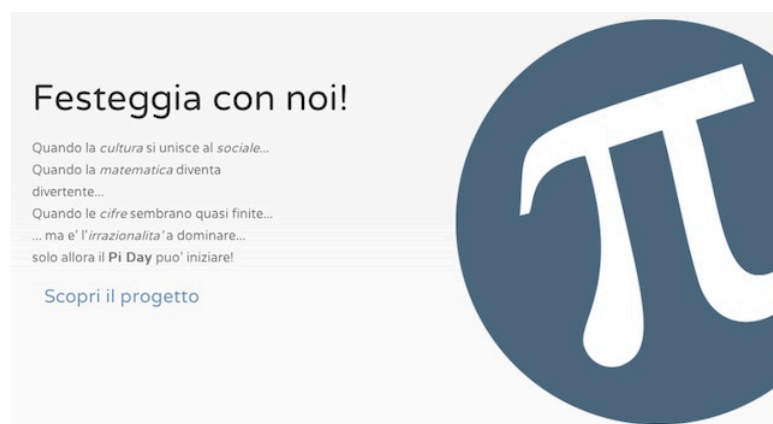 Festeggia con noi!
Quando la cultura si unisce al sociale...
Quando la matematica diventa
divertente...
Quando le cifre sembrano quasi finite...
... ma e' l'irrazionalita' a dominare...
solo allora il Pi Day puo' iniziare!
Scopri il progetto
π